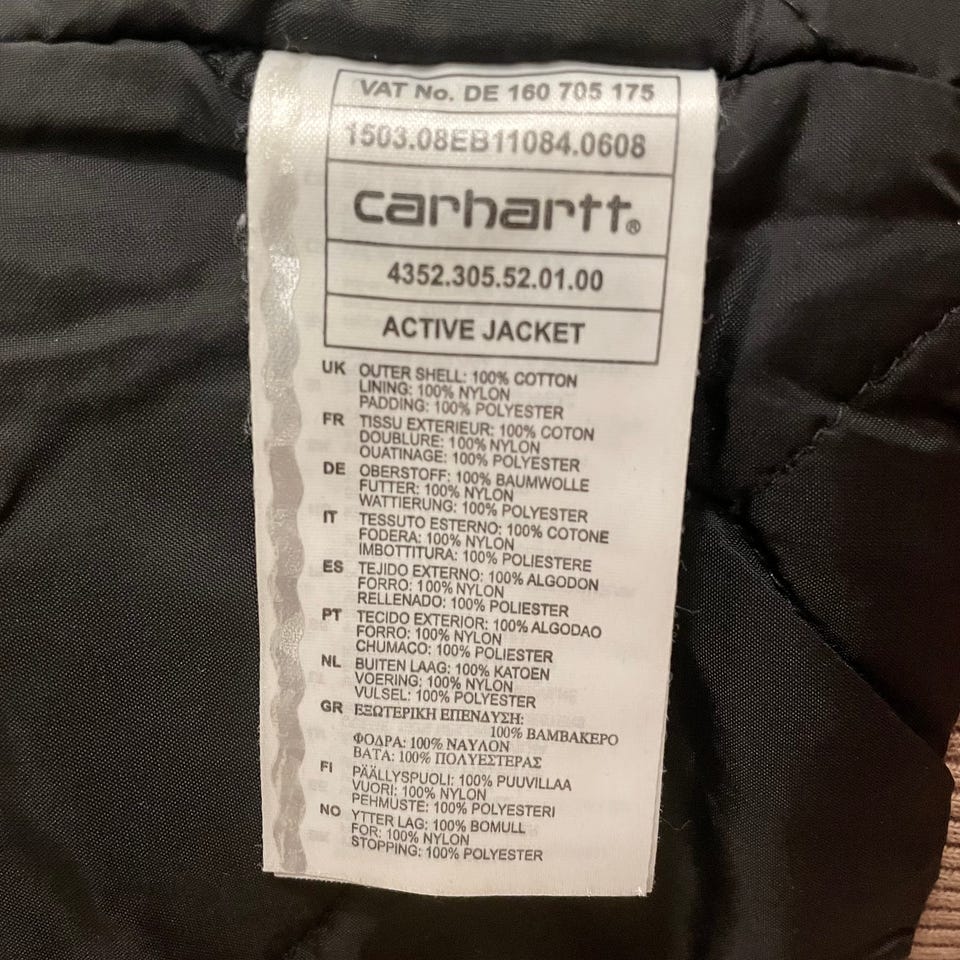 VAT No. DE 160 705 175
1503.08EB11084.0608
carhartt®
4352.305.52.01.00
ACTIVE JACKET
UK OUTER SHELL: 100% COTTON
LINING: 100% NYLON
PADDING: 100% POLYESTER
FR TISSU EXTERIEUR: 100% COTON
DOUBLURE: 100% NYLON
OUATINAGE: 100% POLYESTER
DE OBERSTOFF: 100% BAUMWOLLE
FUTTER: 100% NYLON
WATTIERUNG: 100% POLYESTER
IT TESSUTO ESTERNO: 100% COTONE
FODERA: 100% NYLON
IMBOTTITURA: 100% POLIESTERE
ES TEJIDO EXTERNO: 100% ALGODON
FORRO: 100% NYLON
RELLENADO: 100% POLIESTER
PT TECIDO EXTERIOR: 100% ALGODAO
FORRO: 100% NYLON
CHUMACO: 100% POLYESTER
NL BUITEN LAAG: 100% KATOEN
VOERING: 100% NYLON
VULSEL: 100% POLYESTER
GR ΕΞΩΤΕΡΙΚΗ ΕΠΕΝΔΥΣΗ:
100% ΒΑΜΒΑΚΕΡΟ
ΦΟΔΡΑ: 100% ΝΑΥΛΟΝ
ΒΑΤΑ: 100% ΠΟΛΥΕΣΤΕΡΑΣ
FI PÄÄLLYSPUOLI: 100% PUUVILLAA
VUORI: 100% NYLON
PEHMUSTE: 100% POLYESTERI
NO YTTER LAG: 100% BOMULL
FOR: 100% NYLON
STOPPING: 100% POLYESTER